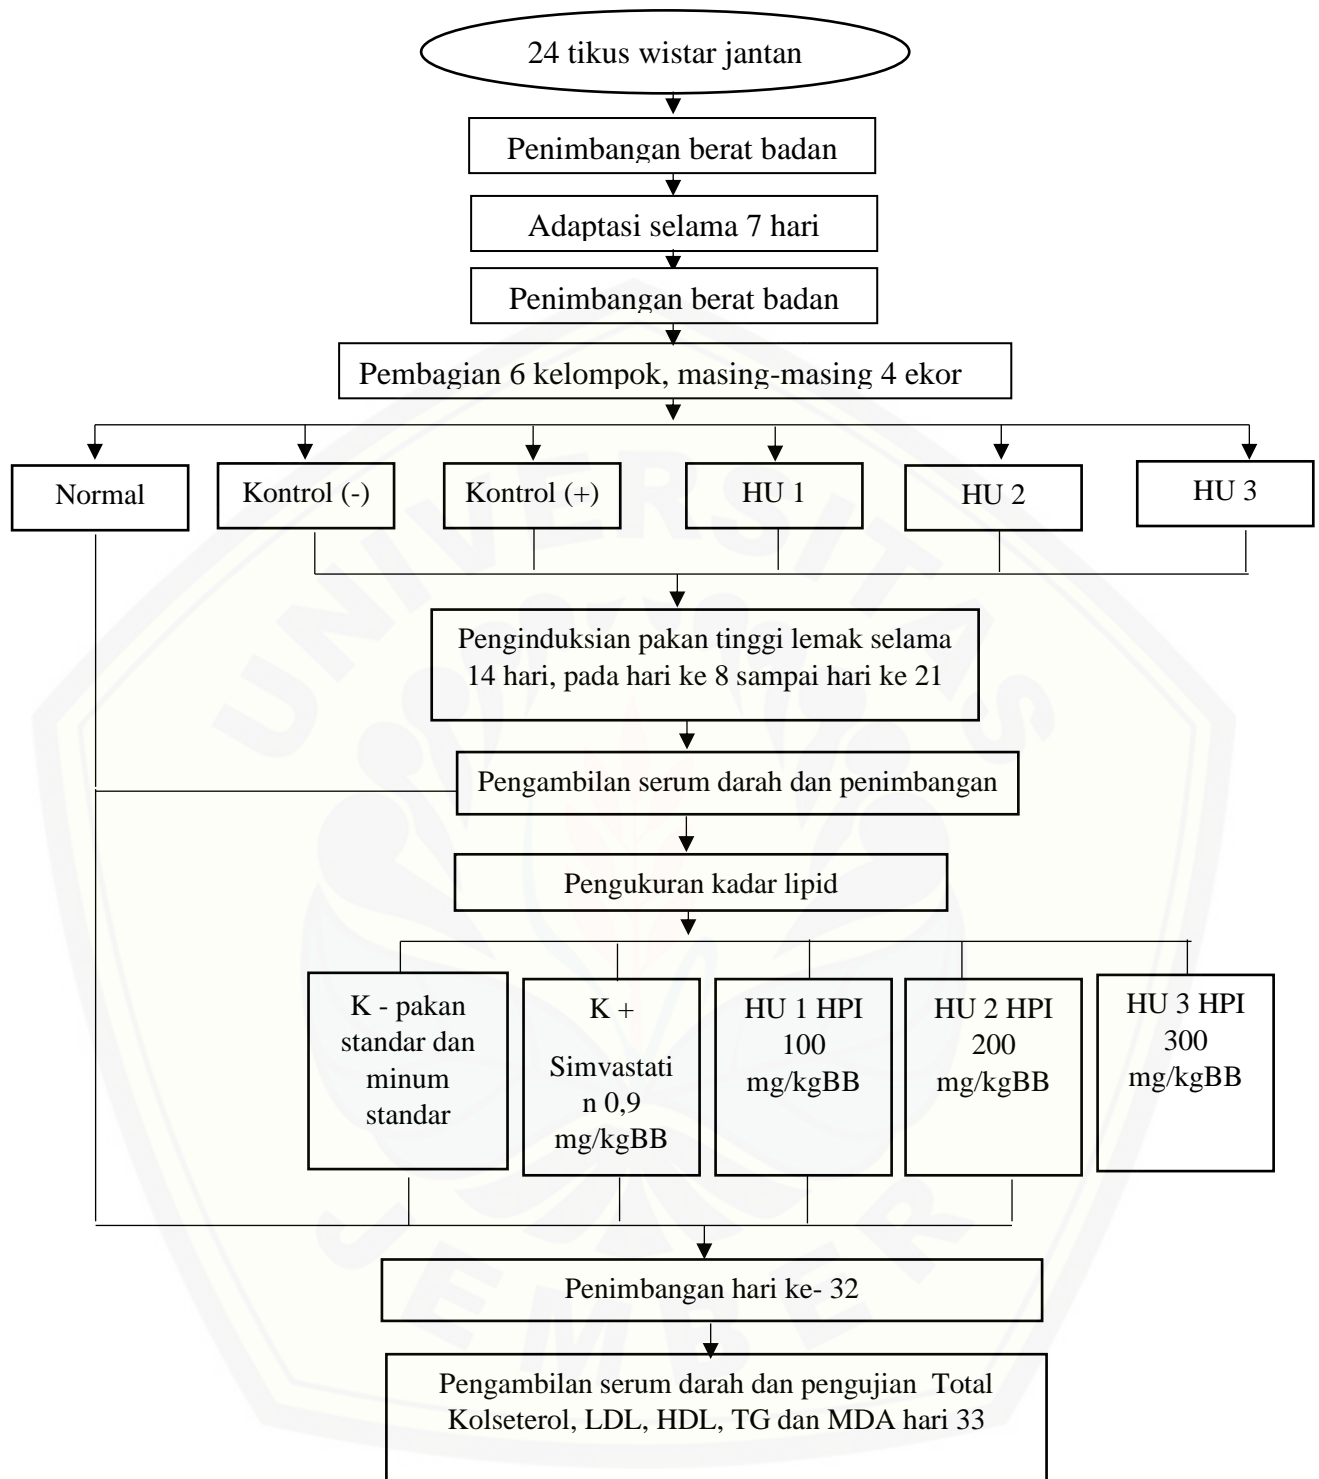 24 tikus wistar jantan
Penimbangan berat badan
Adaptasi selama 7 hari
Penimbangan berat badan
Pembagian 6 kelompok, masing-masing 4 ekor
Normal
Kontrol (-)
Kontrol (+)
HU 1
HU 2
HU 3
Penginduksian pakan tinggi lemak selama
14 hari, pada hari ke 8 sampai hari ke 21
Pengambilan serum darah dan penimbangan
Pengukuran kadar lipid
K - pakan
standar dan
minum
standar
K +
Simvastati
n 0,9
mg/kgBB
HU 1 HPI
100
mg/kgBB
HU 2 HPI
200
mg/kgBB
HU 3 HPI
300
mg/kgBB
Penimbangan hari ke- 32
Pengambilan serum darah dan pengujian Total
Kolseterol, LDL, HDL, TG dan MDA hari 33
UNIVERSITAS
JEMBER